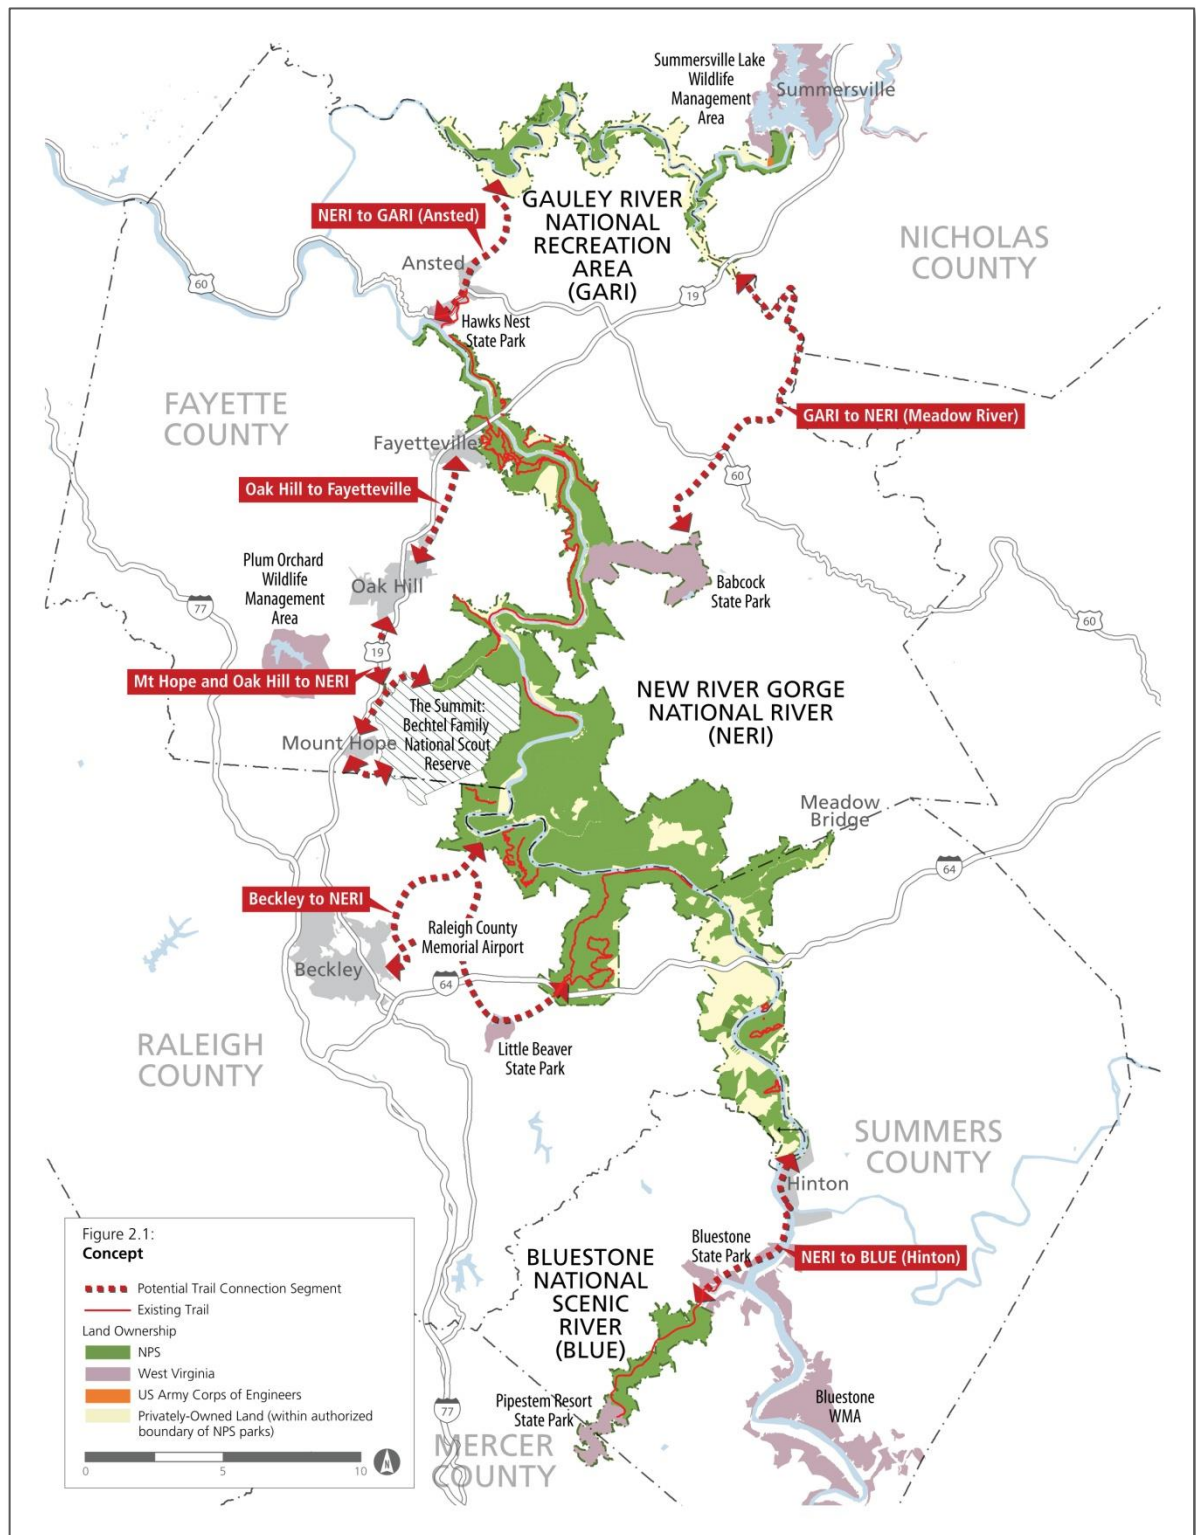 Summersville Lake
Wildlife
Management
Area
Summersville
NERI to GARI (Ansted)
GAULEY RIVER
NATIONAL
RECREATION
AREA
(GARI)
NICHOLAS
COUNTY
Ansted
60
19
Hawks Nest
State Park
FAYETTE
COUNTY
GARI to NERI (Meadow River)
Fayetteville
60
Oak Hill to Fayetteville
Plum Orchard
Wildlife
Management
Area
Oak Hill
Babcock
State Park
77
60
19
Mt Hope and Oak Hill to NERI
NEW RIVER GORGE
NATIONAL RIVER
(NERI)
The Summit:
Bechtel Family
National Scout
Reserve
Mount Hope
Meadow
Bridge
64
Beckley to NERI
Raleigh County
Memorial Airport
Beckley
64
RALEIGH
COUNTY
Little Beaver
State Park
SUMMERS
COUNTY
Hinton
Bluestone
State Park
NERI to BLUE (Hinton)
BLUESTONE
NATIONAL
SCENIC
RIVER
(BLUE)
Pipestem Resort
State Park
Bluestone
WMA
77
MERCER
COUNTY
Figure 2.1:
Concept
Potential Trail Connection Segment
Existing Trail
Land Ownership
NPS
West Virginia
US Army Corps of Engineers
Privately-Owned Land (within authorized
boundary of NPS parks)
0 5 10
N